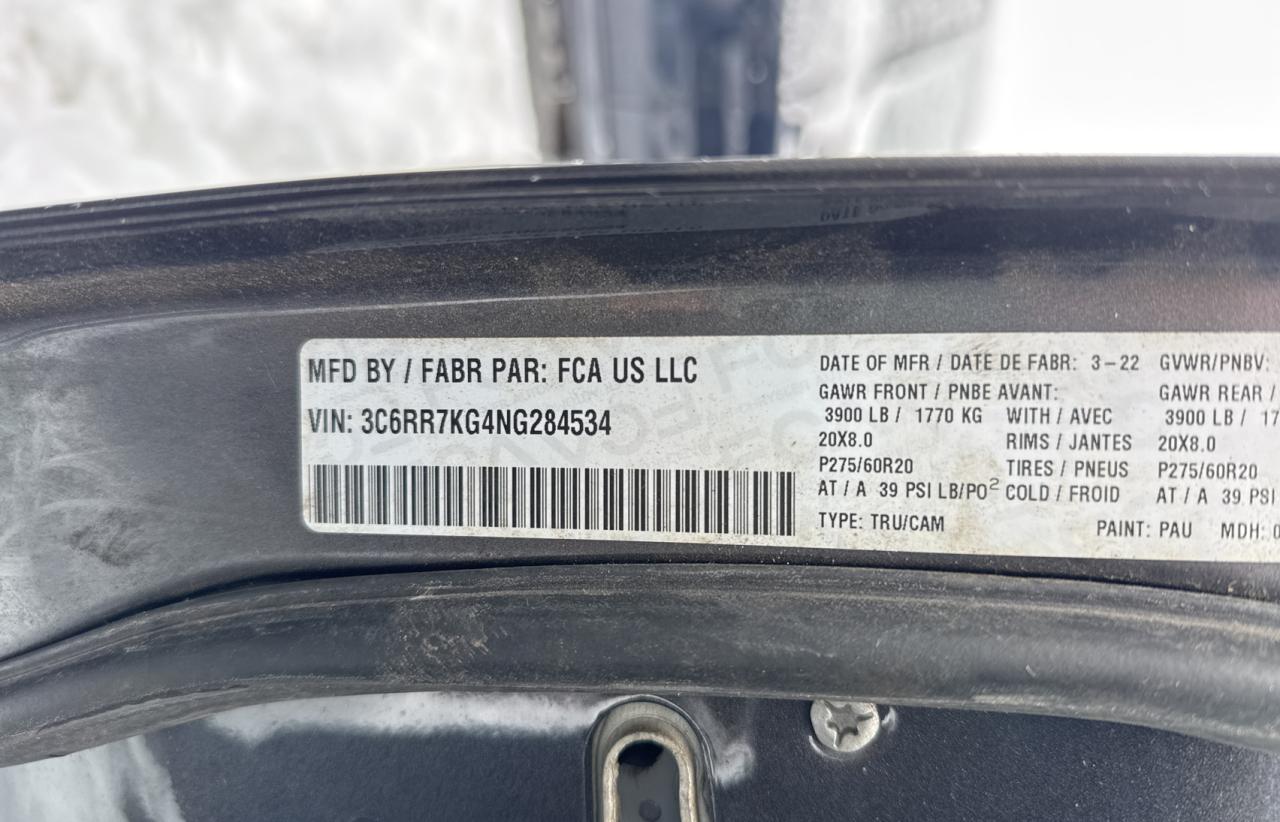 MFD BY / FABR PAR: FCA US LLC
VIN: 3C6RR7KG4NG284534
DATE OF MFR / DATE DE FABR: 3-22 GVWR/PNBV:
GAWR FRONT / PNBE AVANT: GAWR REAR /
3900 LB / 1770 KG WITH / AVEC 3900 LB / 17
20X8.0 RIMS / JANTES 20X8.0
P275/60R20 TIRES / PNEUS P275/60R20
AT / A 39 PSI LB/PO² COLD / FROID AT / A 39 PSI
TYPE: TRU/CAM PAINT: PAU MDH: 0